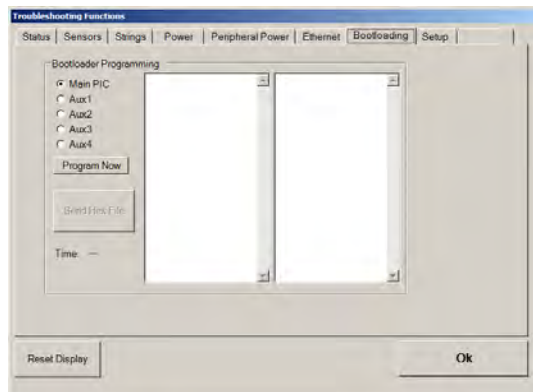 Troubleshooting Functions
Status Sensors Strings Power Peripheral Power Ethernet Bootloading Setup
Bootloader Programming
Main PIC
Aux1
Aux2
Aux3
Aux4
Program Now
Send Hex File
Time: ---
Reset Display
Ok